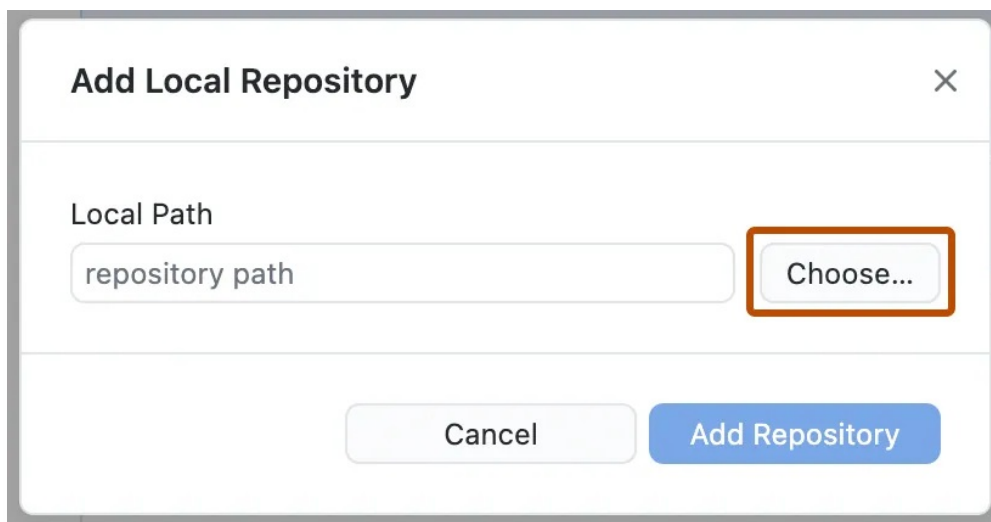 Add Local Repository
Local Path
repository path
Choose...
Cancel
Add Repository